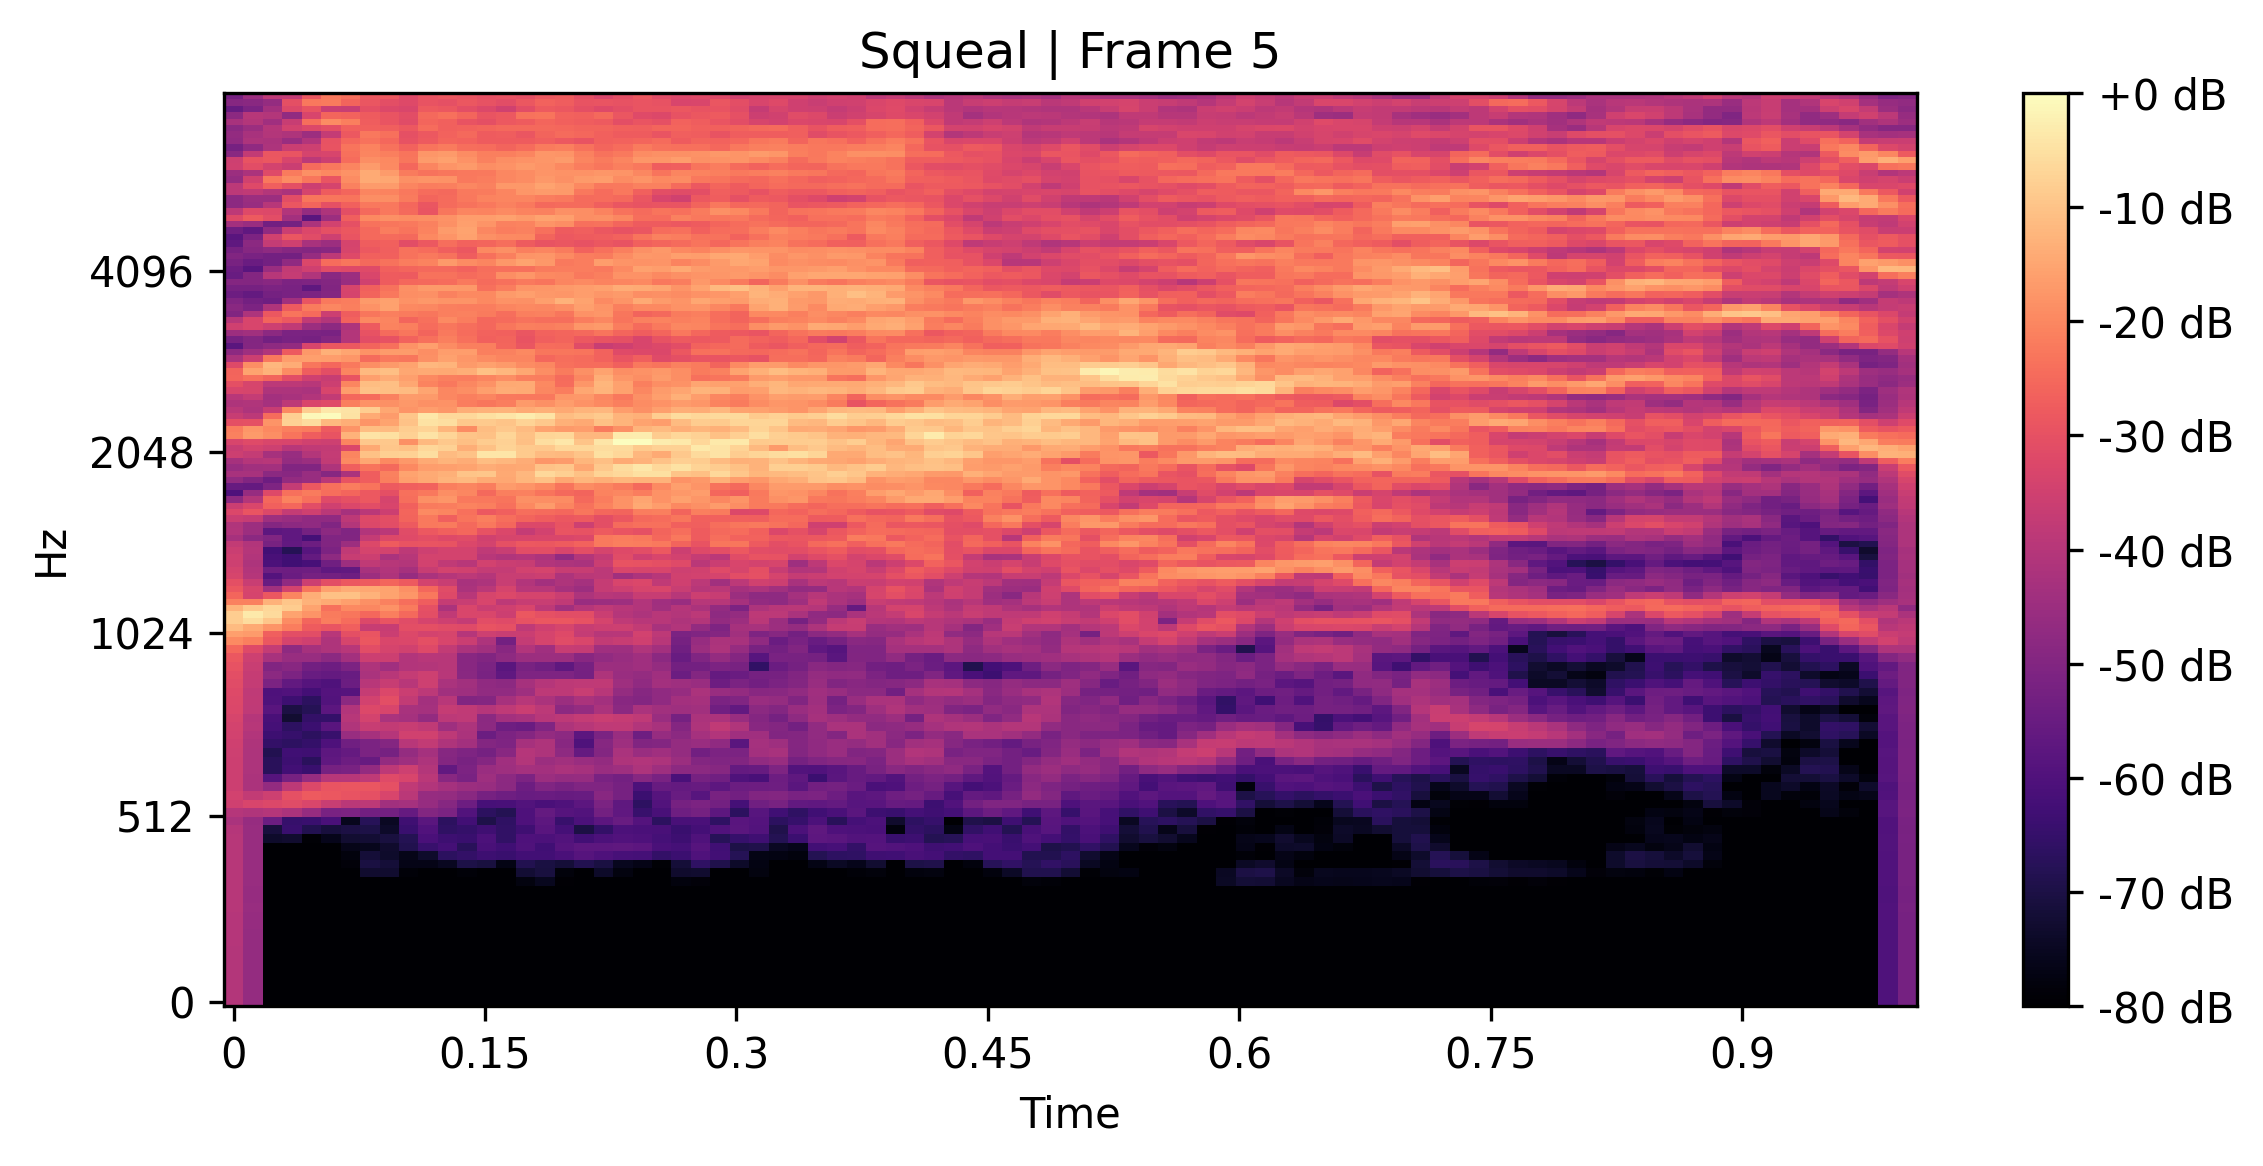 Squeal | Frame 5
+0 dB
-10 dB
-20 dB
-30 dB
-40 dB
-50 dB
-60 dB
-70 dB
-80 dB
Hz
4096
2048
1024
512
0
0 0.15 0.3 0.45 0.6 0.75 0.9
Time